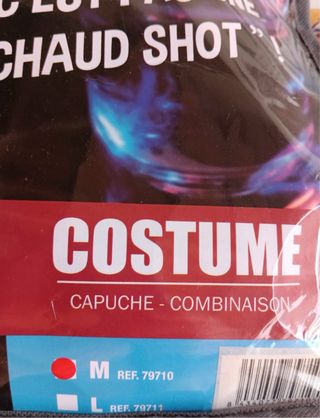 CHAUD SHOT" !
COSTUME
CAPUCHE - COMBINAISON
M REF. 79710
L REF. 79711